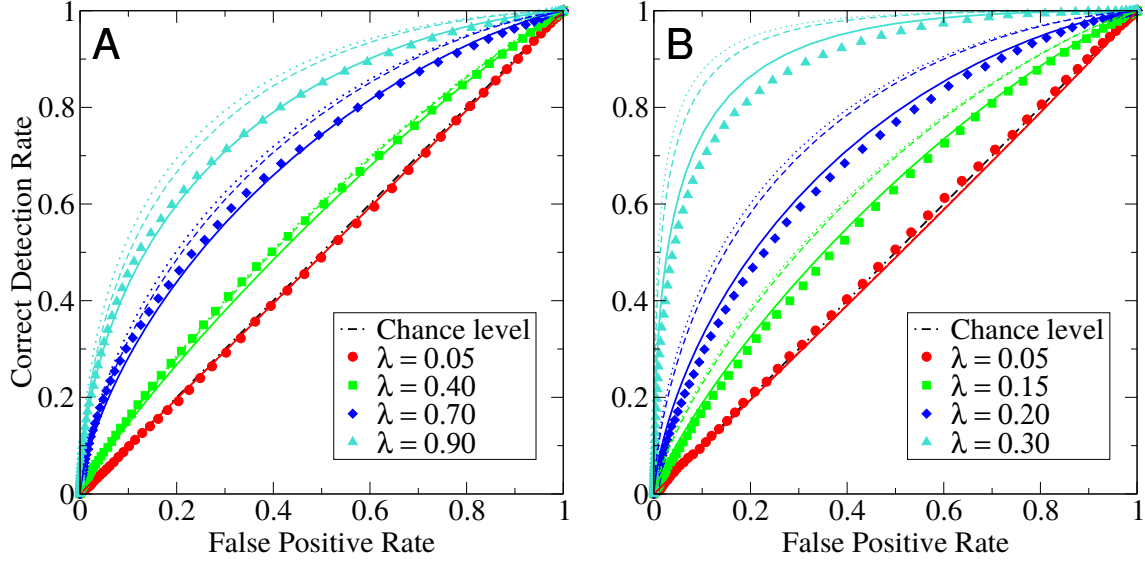 A
Correct Detection Rate
1
0.8
0.6
0.4
0.2
0
0
0.2
0.4
0.6
0.8
1
False Positive Rate
Chance level
λ = 0.05
λ = 0.40
λ = 0.70
λ = 0.90
B
1
0.8
0.6
0.4
0.2
0
0
0.2
0.4
0.6
0.8
1
False Positive Rate
Chance level
λ = 0.05
λ = 0.15
λ = 0.20
λ = 0.30